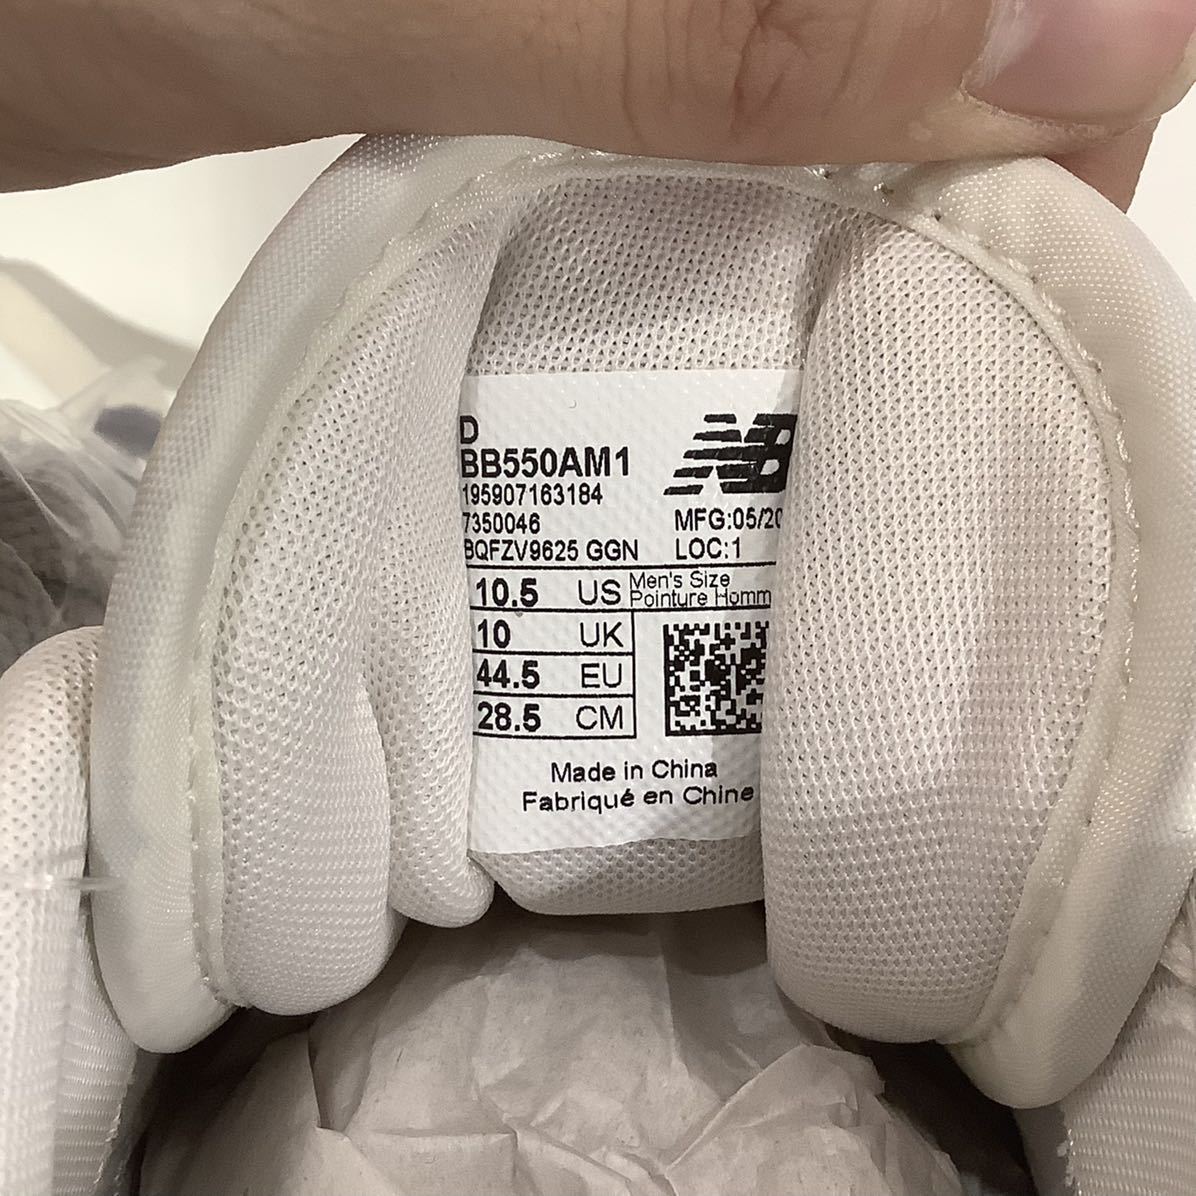 D
BB550AM1
NB
195907163184
7350046
MFG:05/20
BQFZV9625 GGN
LOC:1
10.5 US Men's Size
Pointure Homm
10 UK
44.5 EU
28.5 CM
Made in China
Fabriqué en Chine